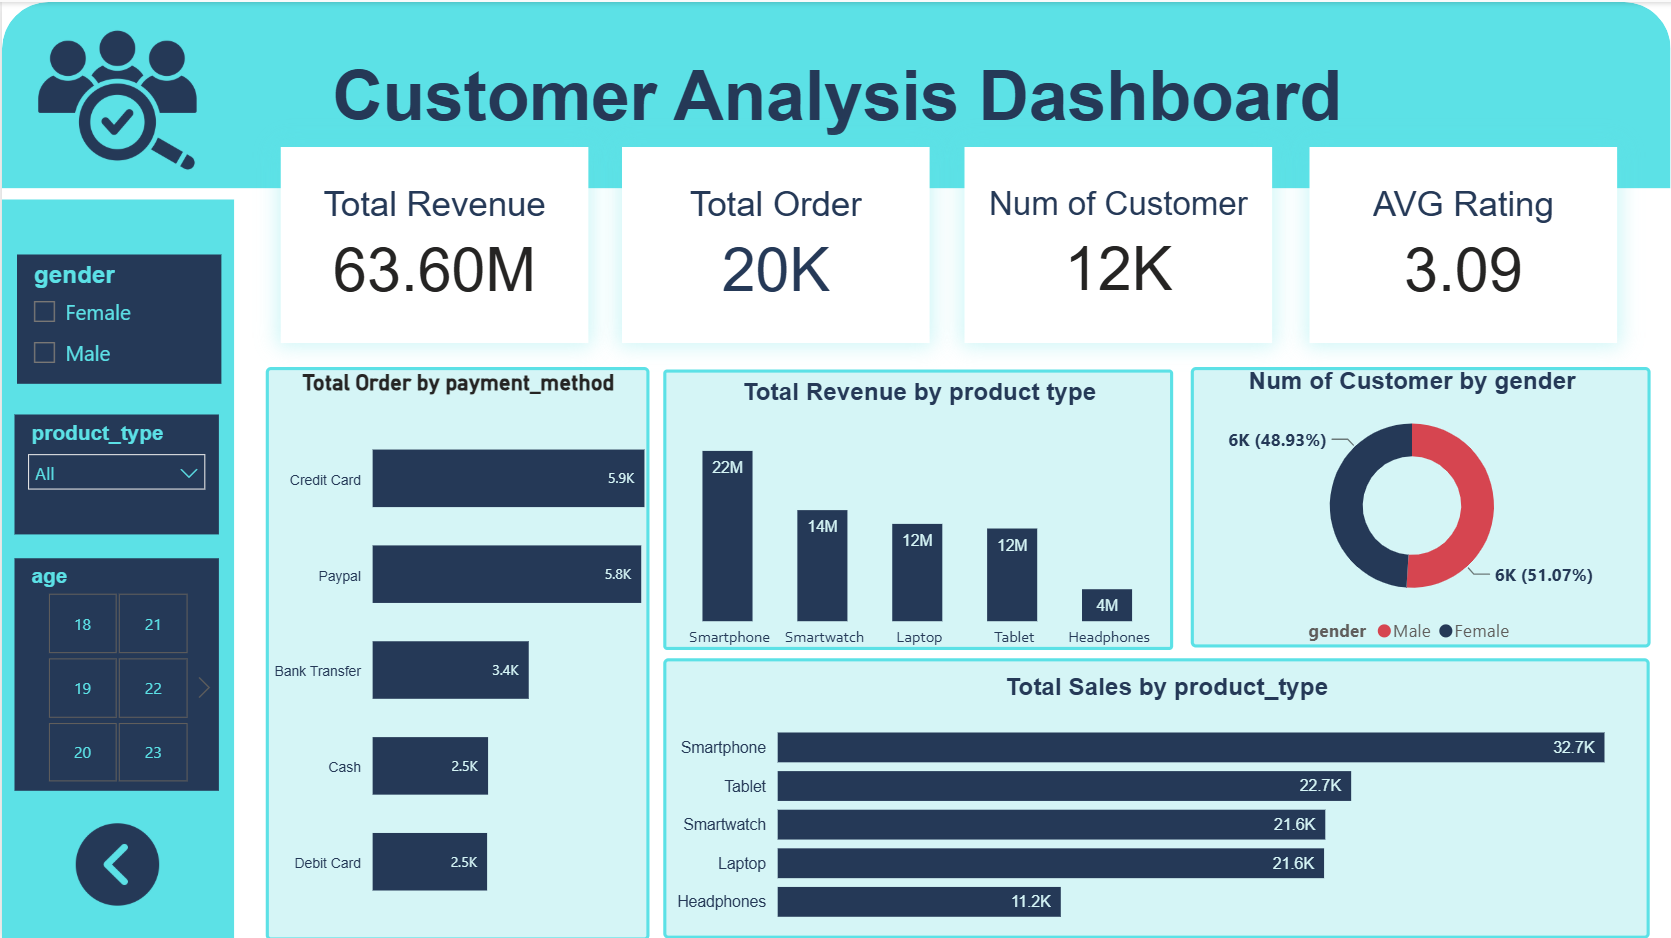 Customer Analysis Dashboard
Total Revenue
63.60M
Total Order
20K
Num of Customer
12K
AVG Rating
3.09
gender
Female
Male
product_type
All
age
18 21
19 22
20 23
Total Order by payment_method
Credit Card 5.9K
Paypal 5.8K
Bank Transfer 3.4K
Cash 2.5K
Debit Card 2.5K
Total Revenue by product type
22M 14M 12M 12M 4M
Smartphone Smartwatch Laptop Tablet Headphones
Num of Customer by gender
6K (48.93%)
6K (51.07%)
gender Male Female
Total Sales by product_type
Smartphone 32.7K
Tablet 22.7K
Smartwatch 21.6K
Laptop 21.6K
Headphones 11.2K